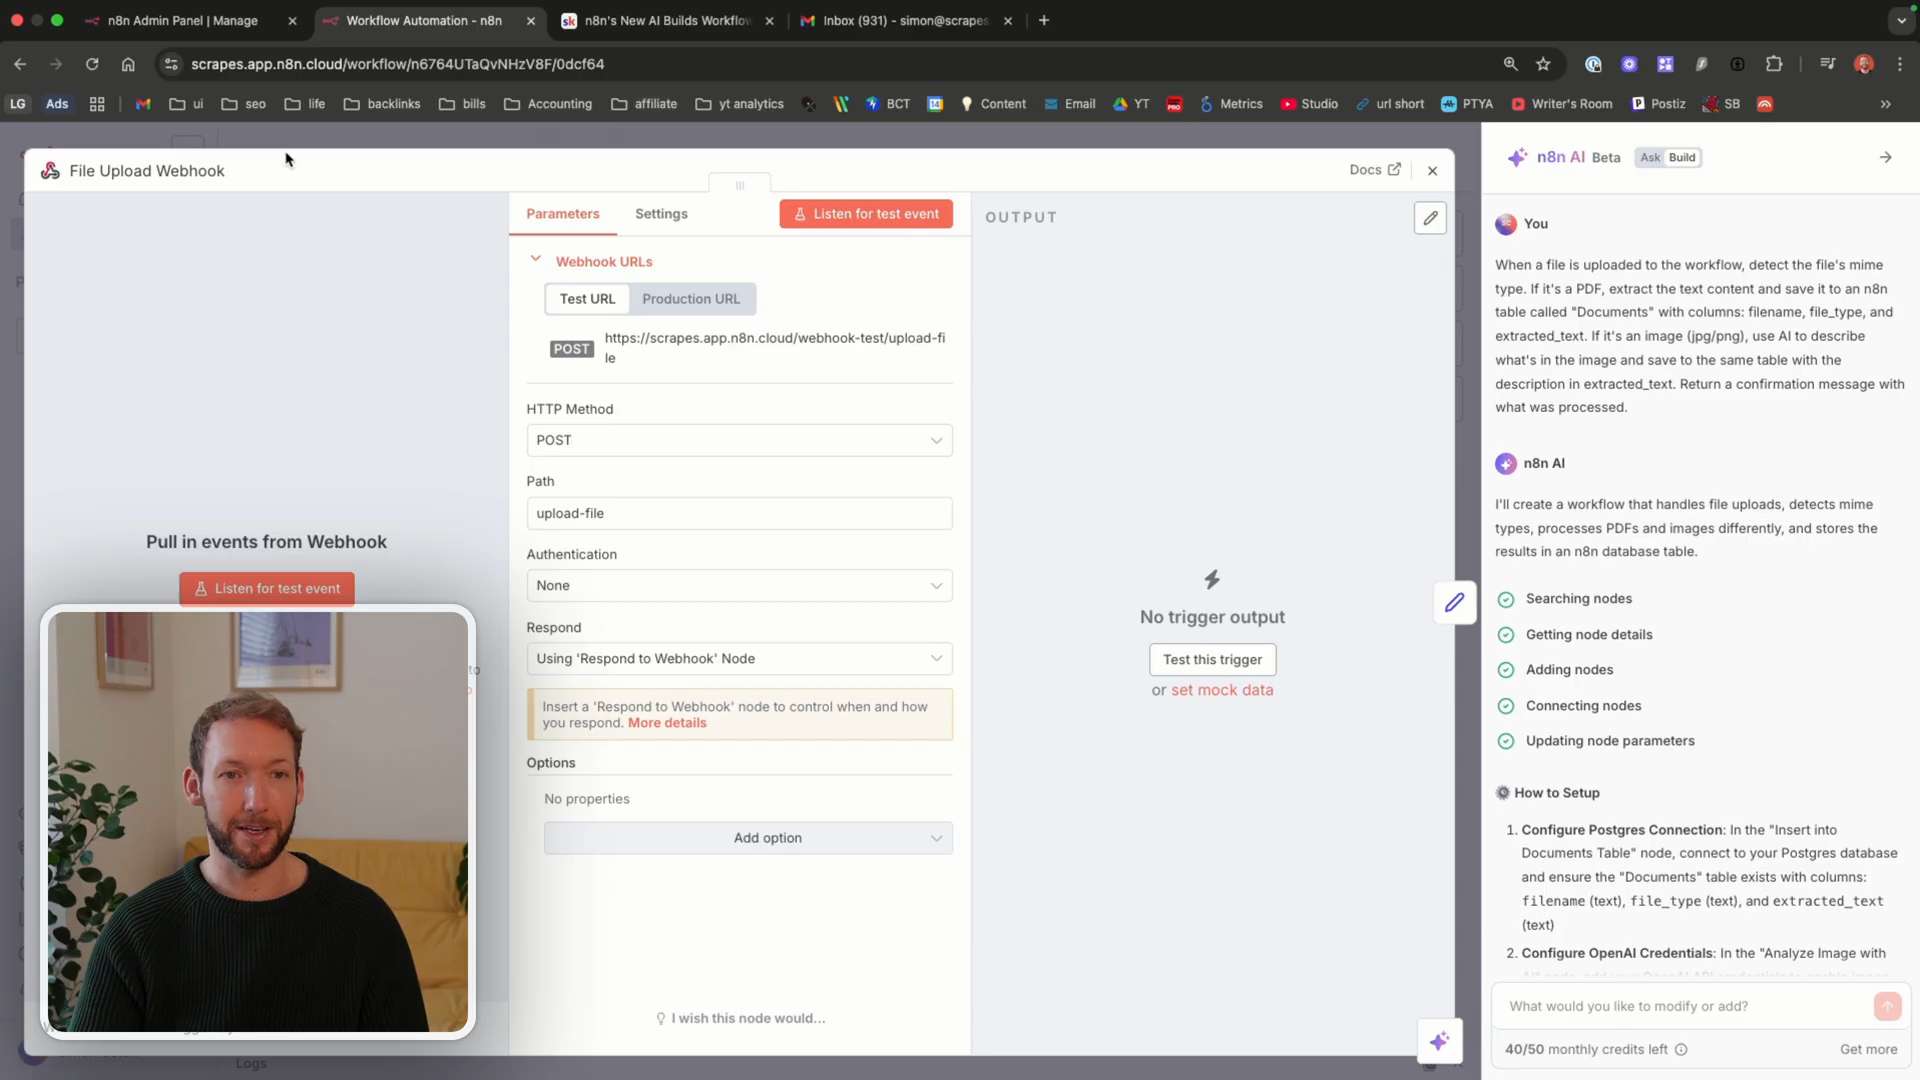 n8n Admin Panel | Manage
Workflow Automation - n8n
sk
n8n's New AI Builds Workflow
Inbox (931) - simon@scrapes
scrapes.app.n8n.cloud/workflow/n6764UTaQvNHzV8F/0dcf64
LG
Ads
ui
seo
life
backlinks
bills
Accounting
affiliate
yt analytics
BCT
14
Content
Email
YT
PRO
Metrics
Studio
url short
PTYA
Writer's Room
Postiz
SB
File Upload Webhook
Docs
Parameters
Settings
Listen for test event
OUTPUT
Webhook URLs
Test URL
Production URL
POST
https://scrapes.app.n8n.cloud/webhook-test/upload-fi
le
HTTP Method
POST
Path
upload-file
Pull in events from Webhook
Listen for test event
Authentication
None
Respond
Using 'Respond to Webhook' Node
Insert a 'Respond to Webhook' node to control when and how
you respond. More details
Options
No properties
Add option
I wish this node would...
No trigger output
Test this trigger
or set mock data
Logs
n8n AI Beta
Ask
Build
You
When a file is uploaded to the workflow, detect the file's mime
type. If it's a PDF, extract the text content and save it to an n8n
table called "Documents" with columns: filename, file_type, and
extracted_text. If it's an image (jpg/png), use AI to describe
what's in the image and save to the same table with the
description in extracted_text. Return a confirmation message with
what was processed.
n8n AI
I'll create a workflow that handles file uploads, detects mime
types, processes PDFs and images differently, and stores the
results in an n8n database table.
Searching nodes
Getting node details
Adding nodes
Connecting nodes
Updating node parameters
How to Setup
1. Configure Postgres Connection: In the "Insert into
Documents Table" node, connect to your Postgres database
and ensure the "Documents" table exists with columns:
filename (text), file_type (text), and extracted_text
(text)
2. Configure OpenAI Credentials: In the "Analyze Image with
What would you like to modify or add?
40/50 monthly credits left
Get more